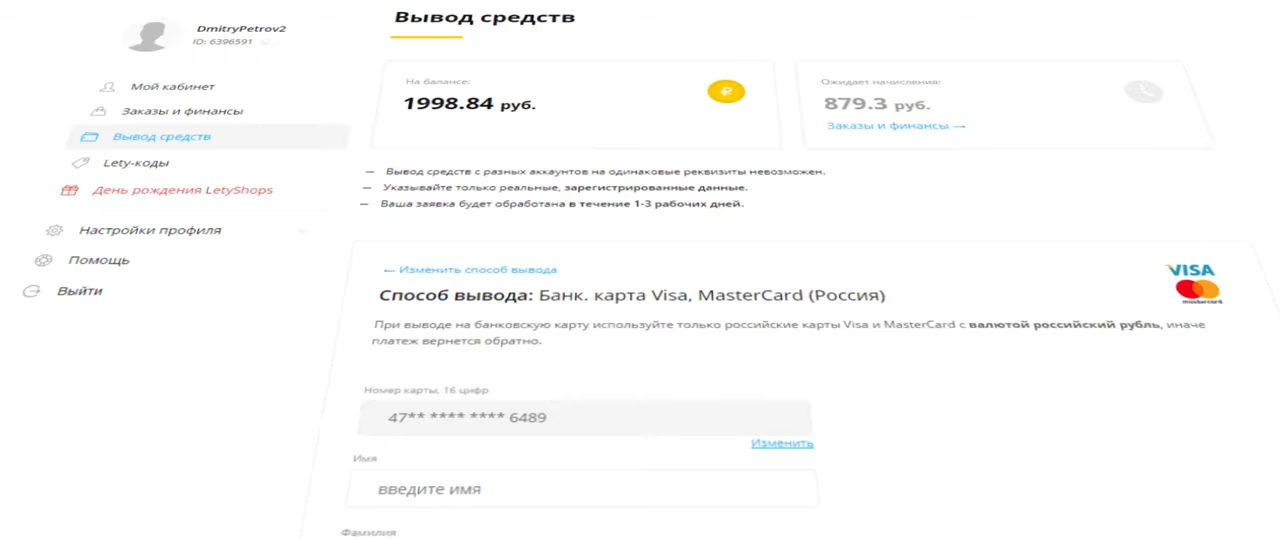 DmitryPetrov2
ID: 6396591
Мой кабинет
Заказы и финансы
Вывод средств
Lety-коды
День рождения LetyShops
Настройки профиля
Помощь
Выйти
Вывод средств
На балансе:
1998.84 руб.
Ожидает начисления:
879.3 руб.
Заказы и финансы →
— Вывод средств с разных аккаунтов на одинаковые реквизиты невозможен.
— Указывайте только реальные, зарегистрированные данные.
— Ваша заявка будет обработана в течение 1-3 рабочих дней.
← Изменить способ вывода
VISA
mastercard.
Способ вывода: Банк. карта Visa, MasterCard (Россия)
При выводе на банковскую карту используйте только российские карты Visa и MasterCard с валютой российский рубль, иначе
платеж вернется обратно.
Номер карты, 16 цифр
47** **** **** 6489
Изменить
Имя
введите имя
Фамилия